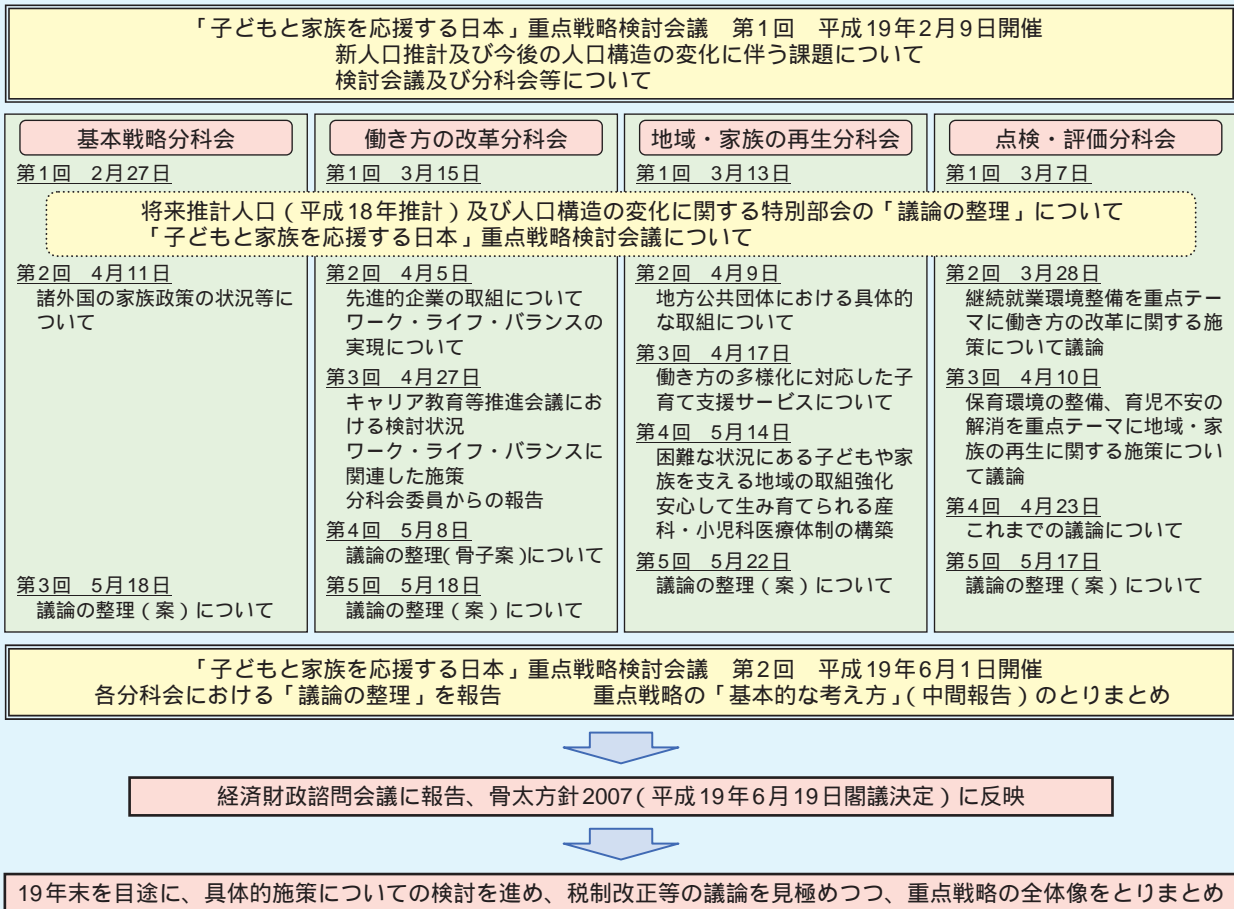 「子どもと家族を応援する日本」重点戦略検討会議　第1回　平成19年2月9日開催
新人口推計及び今後の人口構造の変化に伴う課題について
検討会議及び分科会等について
基本戦略分科会
第1回　2月27日
働き方の改革分科会
第1回　3月15日
地域・家族の再生分科会
第1回　3月13日
点検・評価分科会
第1回　3月7日
将来推計人口（平成18年推計）及び人口構造の変化に関する特別部会の「議論の整理」について
「子どもと家族を応援する日本」重点戦略検討会議について
第2回　4月11日
諸外国の家族政策の状況等に
ついて
第3回　5月18日
議論の整理（案）について
第2回　4月5日
先進的企業の取組について
ワーク・ライフ・バランスの
実現について
第3回　4月27日
キャリア教育等推進会議にお
ける検討状況
ワーク・ライフ・バランスに
関連した施策
分科会委員からの報告
第4回　5月8日
議論の整理（骨子案）について
第5回　5月18日
議論の整理（案）について
第2回　4月9日
地方公共団体における具体的
な取組について
第3回　4月17日
働き方の多様化に対応した子
育て支援サービスについて
第4回　5月14日
困難な状況にある子どもや家
族を支える地域の取組強化
安心して生み育てられる産
科・小児科医療体制の構築
第5回　5月22日
議論の整理（案）について
第2回　3月28日
継続就業環境整備を重点テー
マに働き方の改革に関する施
策について議論
第3回　4月10日
保育環境の整備、育児不安の
解消を重点テーマに地域・家
族の再生に関する施策につい
て議論
第4回　4月23日
これまでの議論について
第5回　5月17日
議論の整理（案）について
「子どもと家族を応援する日本」重点戦略検討会議　第2回　平成19年6月1日開催
各分科会における「議論の整理」を報告　　　重点戦略の「基本的な考え方」（中間報告）のとりまとめ
経済財政諮問会議に報告、骨太方針2007（平成19年6月19日閣議決定）に反映
19年末を目途に、具体的施策についての検討を進め、税制改正等の議論を見極めつつ、重点戦略の全体像をとりまとめ